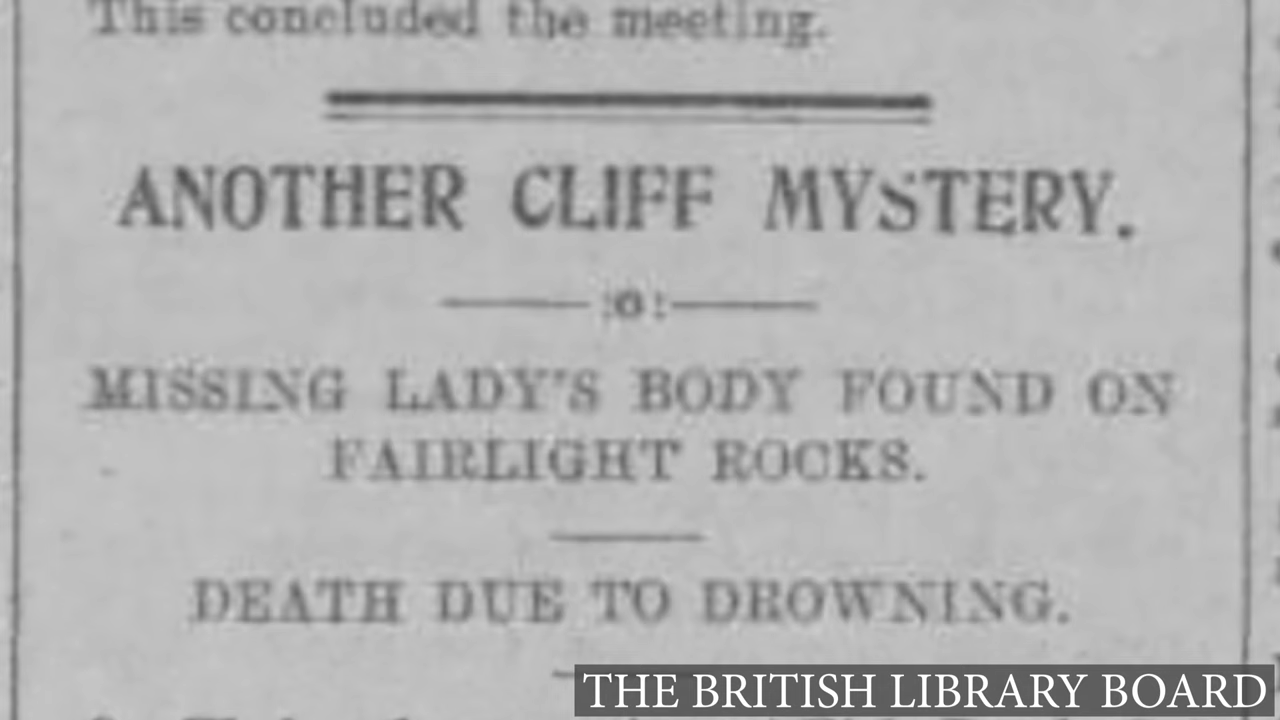 This concluded the meeting.
ANOTHER CLIFF MYSTERY.
:o:
MISSING LADY'S BODY FOUND ON
FAIRLIGHT ROCKS.
DEATH DUE TO DROWNING.
THE BRITISH LIBRARY BOARD